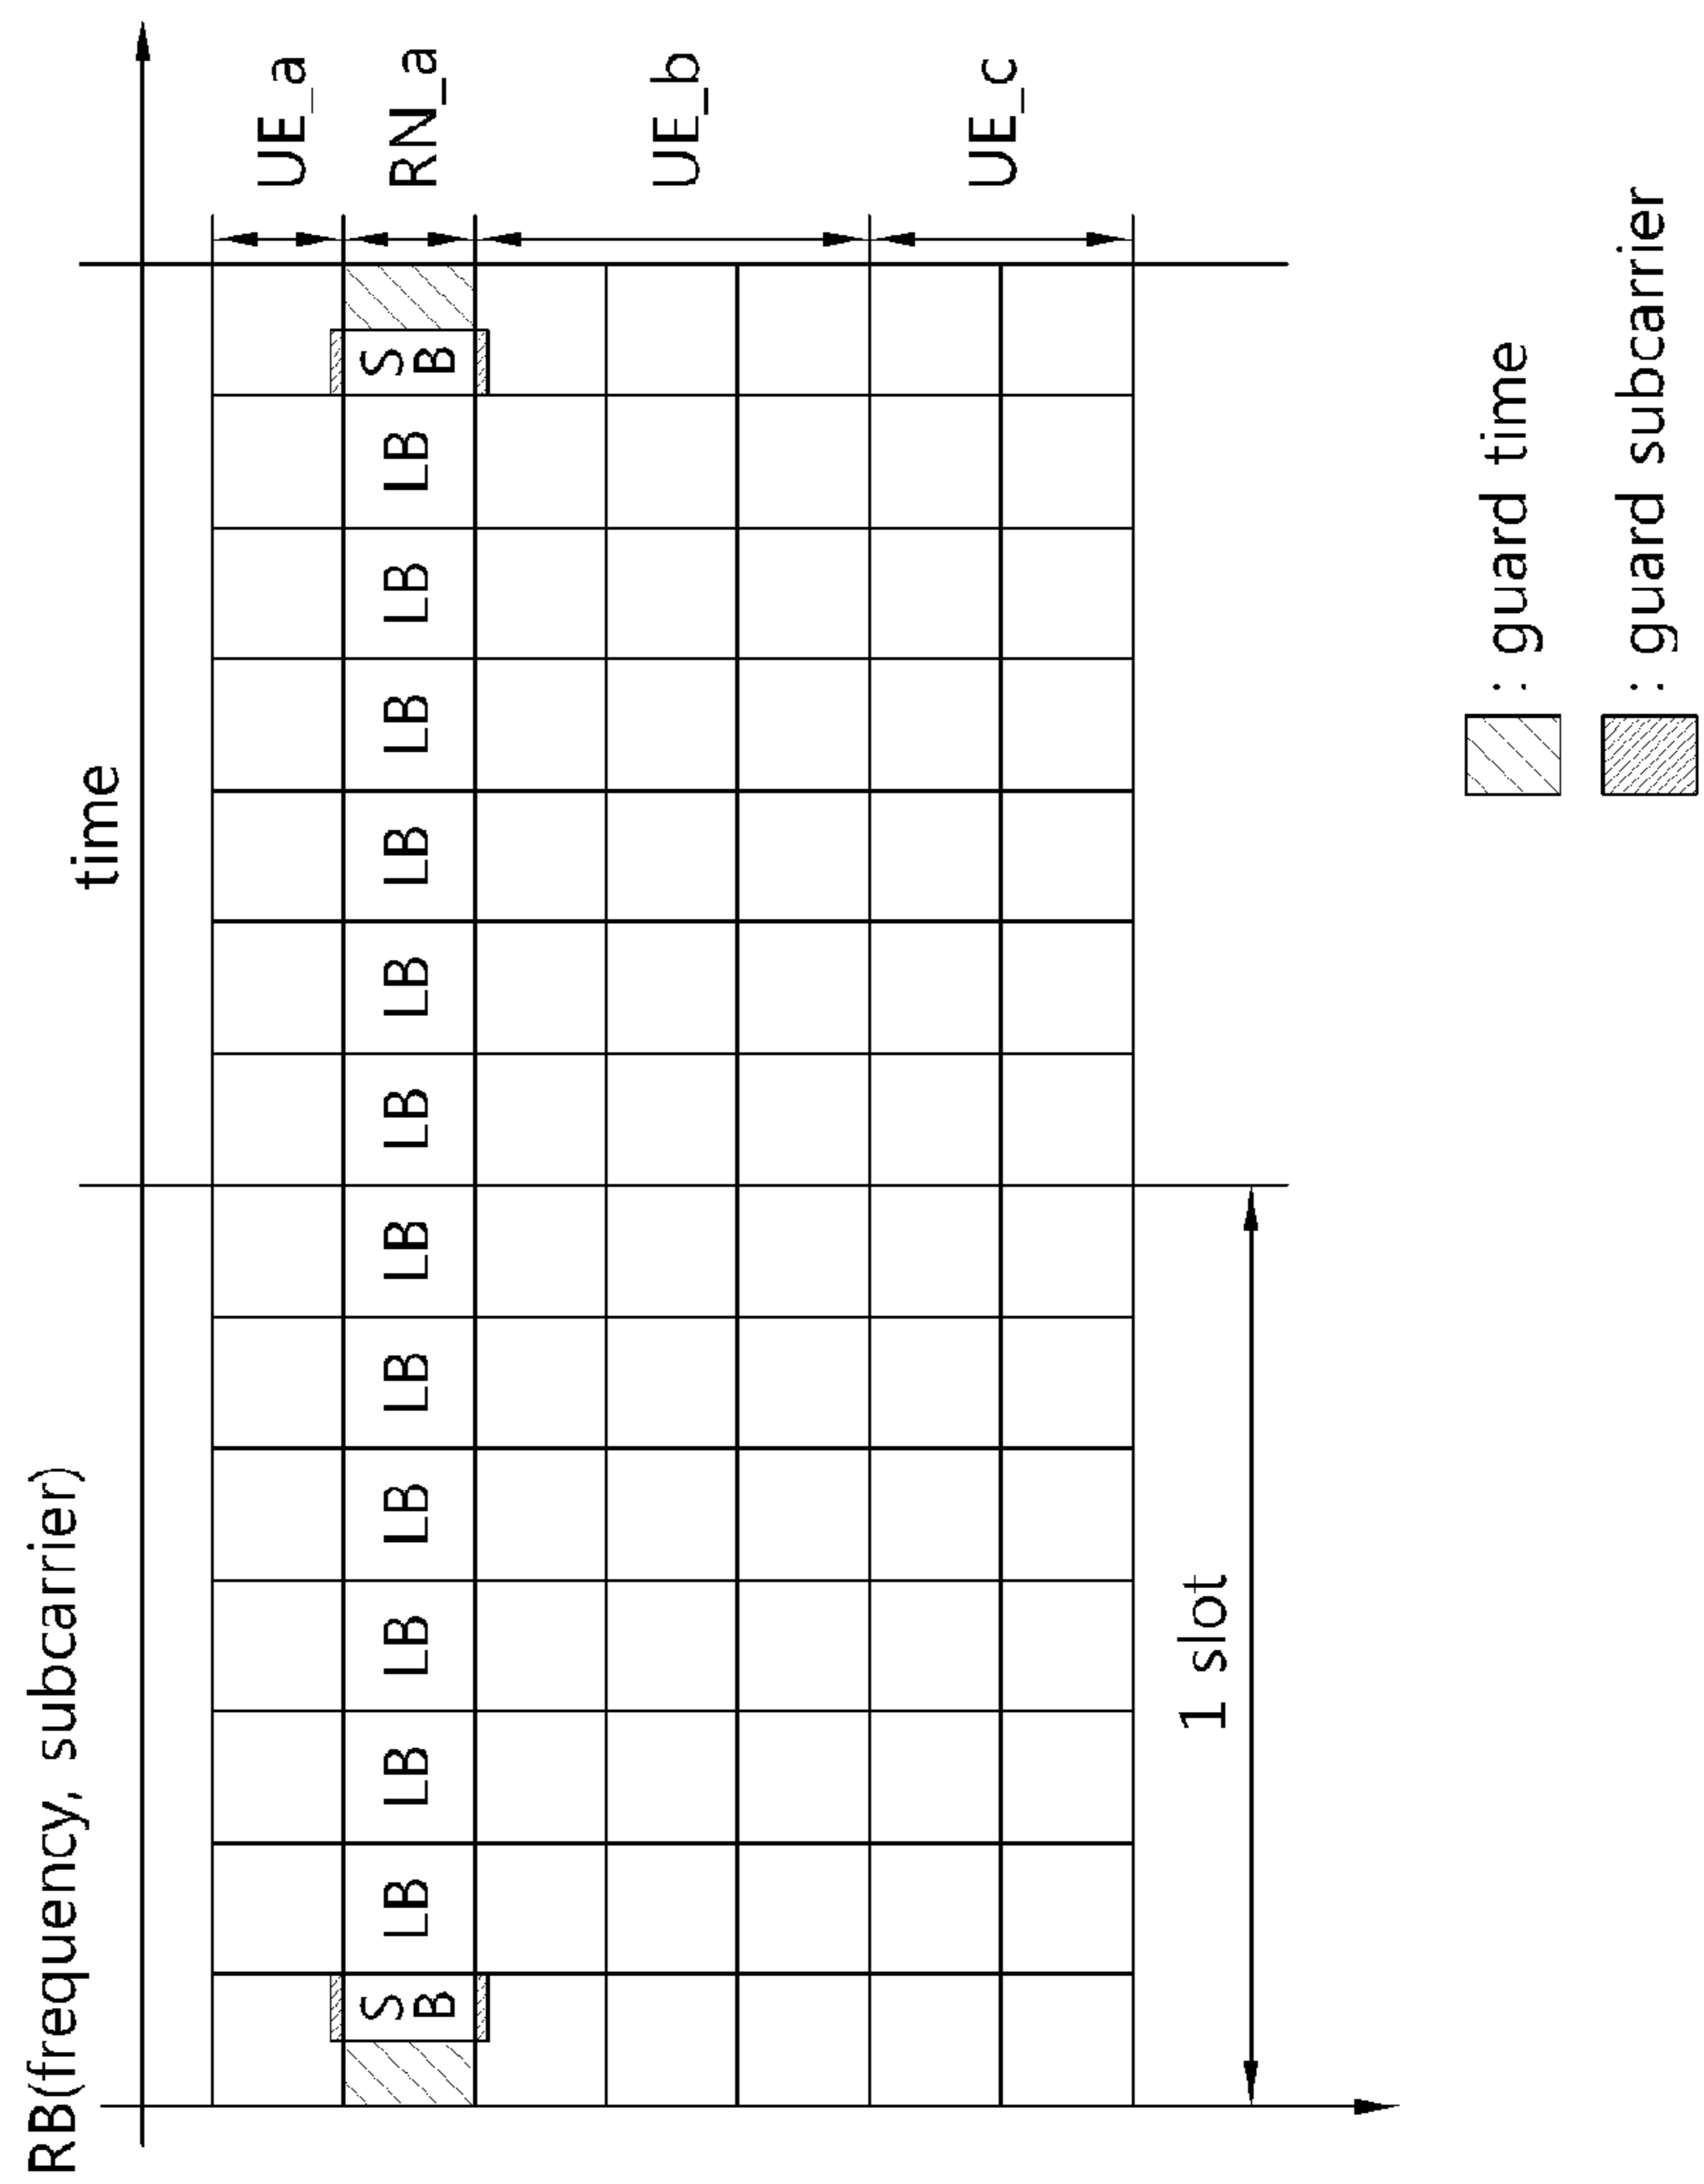 RB(frequency, subcarrier)
time
UE_a
S
B
LB
LB
LB
LB
LB
LB
LB
LB
LB
LB
LB
LB
S
B
RN_a
UE_b
UE_c
1 slot
: guard time
: guard subcarrier